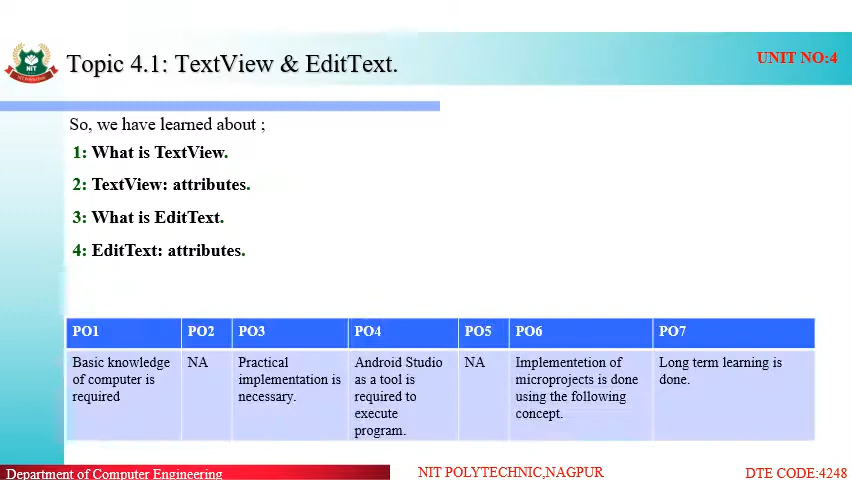 NIT
Topic 4.1: TextView & EditText.
UNIT NO:4
So, we have learned about ;
1: What is TextView.
2: TextView: attributes.
3: What is EditText.
4: EditText: attributes.
PO1 PO2 PO3 PO4 PO5 PO6 PO7
Basic knowledge
of computer is
required
NA
Practical
implementation is
necessary.
Android Studio
as a tool is
required to
execute
program.
NA
Implementetion of
microprojects is done
using the following
concept.
Long term learning is
done.
Department of Computer Engineering
NIT POLYTECHNIC,NAGPUR
DTE CODE:4248